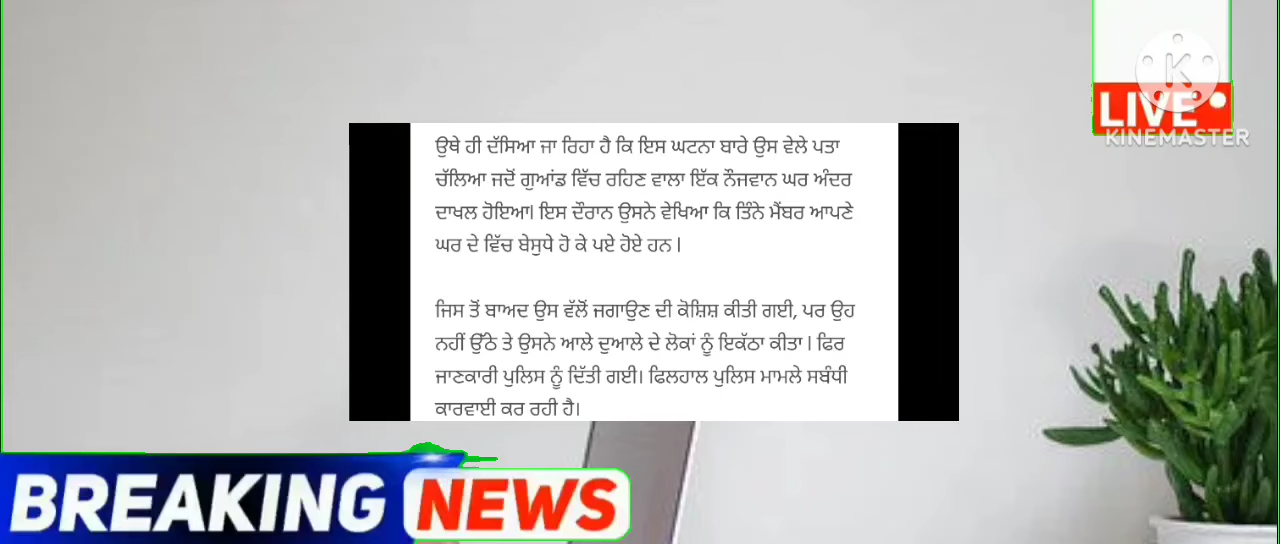 LIVE
KINEMASTER
ਉਥੇ ਹੀ ਦੱਸਿਆ ਜਾ ਰਿਹਾ ਹੈ ਕਿ ਇਸ ਘਟਨਾ ਬਾਰੇ ਉਸ ਵੇਲੇ ਪਤਾ
ਚੱਲਿਆ ਜਦੋਂ ਗੁਆਂਡ ਵਿੱਚ ਰਹਿਣ ਵਾਲਾ ਇੱਕ ਨੌਜਵਾਨ ਘਰ ਅੰਦਰ
ਦਾਖਲ ਹੋਇਆ। ਇਸ ਦੌਰਾਨ ਉਸਨੇ ਵੇਖਿਆ ਕਿ ਤਿੰਨੇ ਮੈਂਬਰ ਆਪਣੇ
ਘਰ ਦੇ ਵਿੱਚ ਬੇਸੁਧੇ ਹੋ ਕੇ ਪਏ ਹੋਏ ਹਨ।
ਜਿਸ ਤੋਂ ਬਾਅਦ ਉਸ ਵੱਲੋਂ ਜਗਾਉਣ ਦੀ ਕੋਸ਼ਿਸ਼ ਕੀਤੀ ਗਈ, ਪਰ ਉਹ
ਨਹੀਂ ਉੱਠੇ ਤੇ ਉਸਨੇ ਆਲੇ ਦੁਆਲੇ ਦੇ ਲੋਕਾਂ ਨੂੰ ਇਕੱਠਾ ਕੀਤਾ। ਫਿਰ
ਜਾਣਕਾਰੀ ਪੁਲਿਸ ਨੂੰ ਦਿੱਤੀ ਗਈ। ਫਿਲਹਾਲ ਪੁਲਿਸ ਮਾਮਲੇ ਸਬੰਧੀ
ਕਾਰਵਾਈ ਕਰ ਰਹੀ ਹੈ।
BREAKING NEWS